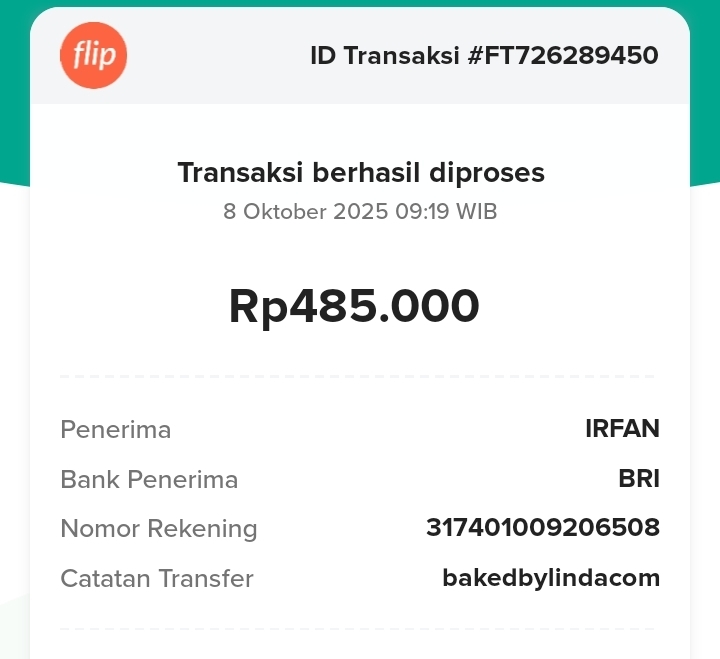 flip
ID Transaksi #FT726289450
Transaksi berhasil diproses
8 Oktober 2025 09:19 WIB
Rp485.000
Penerima IRFAN
Bank Penerima BRI
Nomor Rekening 317401009206508
Catatan Transfer bakedbylindacom